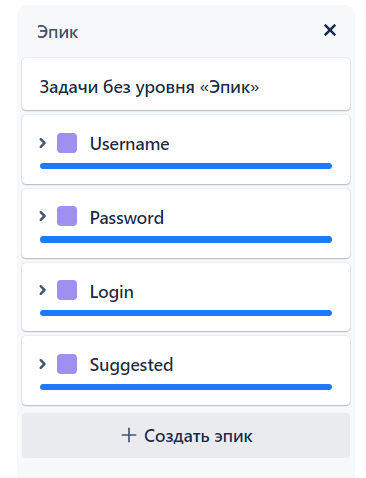 Эпик
Задачи без уровня «Эпик»
Username
Password
Login
Suggested
Создать эпик